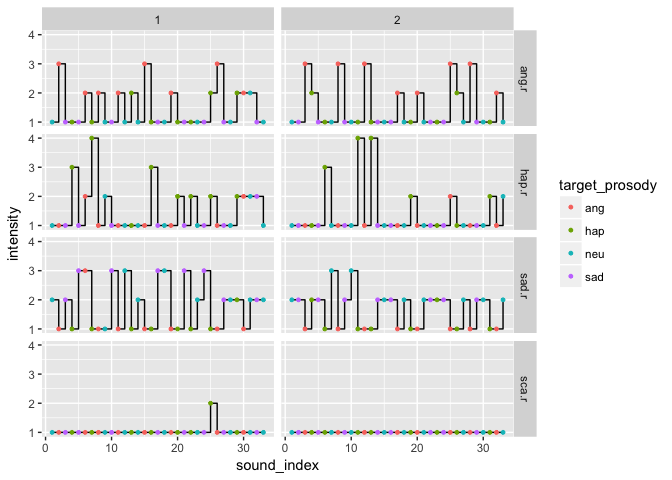 1 2
4
3
2
1
ang.r
4
3
2
1
hap.r
4
3
2
1
sad.r
4
3
2
1
sca.r
0 10 20 30 0 10 20 30
sound_index
intensity
target_prosody
ang
hap
neu
sad